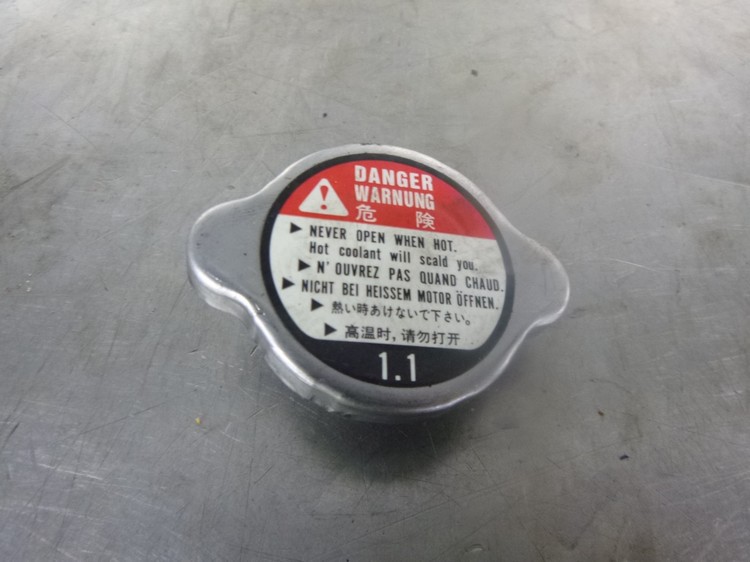 DANGER
WARNUNG
危 険
▶ NEVER OPEN WHEN HOT.
Hot coolant will scald you.
▶ N'OUVREZ PAS QUAND CHAUD.
▶ NICHT BEI HEISSEM MOTOR ÖFFNEN.
▶ 熱い時あけないで下さい。
▶ 高温时，请勿打开
1.1